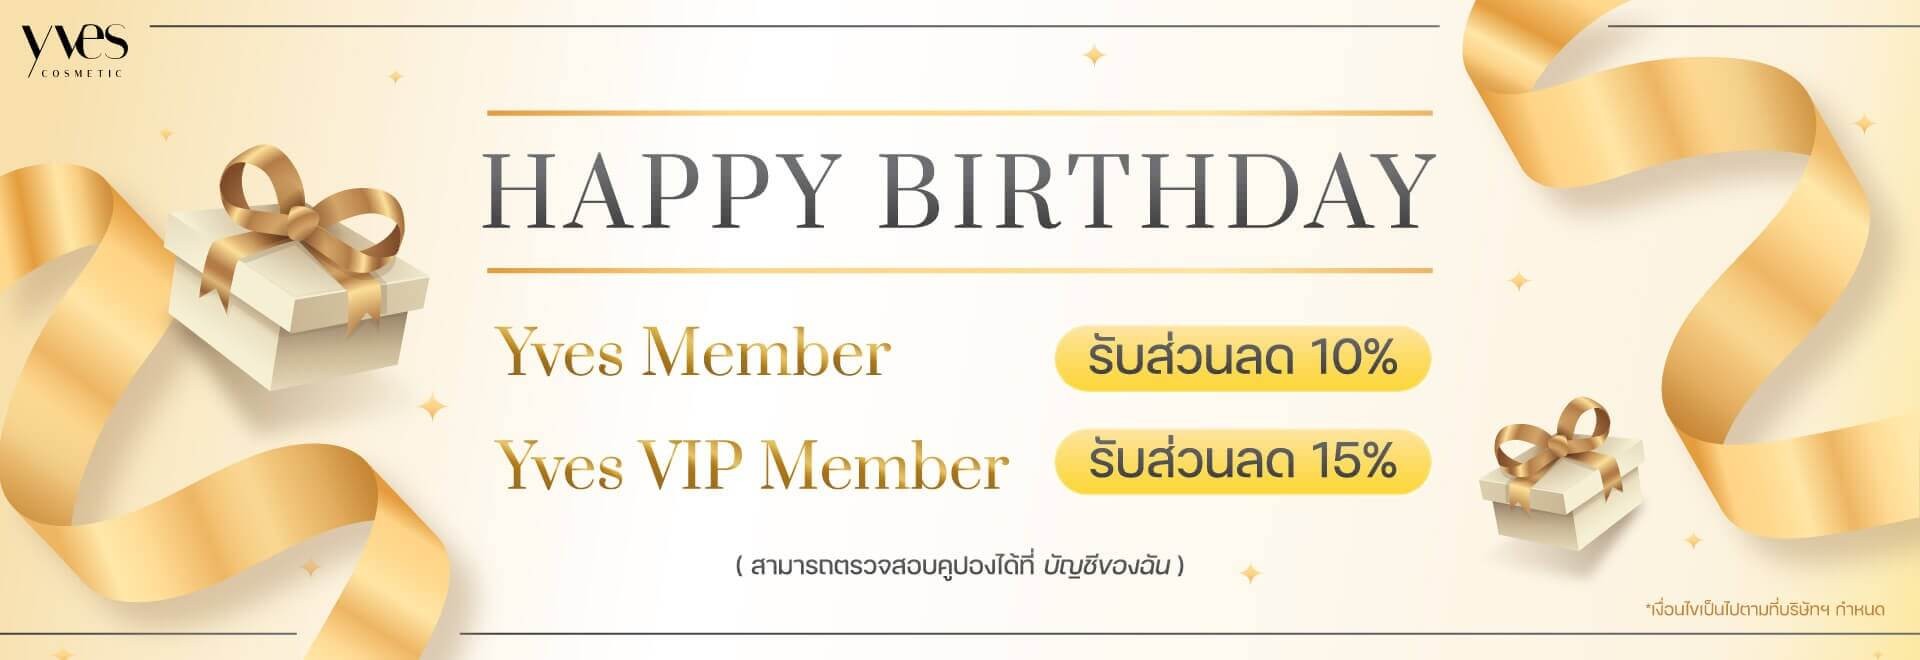 yves
COSMETIC
HAPPY BIRTHDAY
Yves Member
รับส่วนลด 10%
Yves VIP Member
รับส่วนลด 15%
( สามารถตรวจสอบคูปองได้ที่ บัญชีของฉัน )
*เงื่อนไขเป็นไปตามที่บริษัทฯ กำหนด